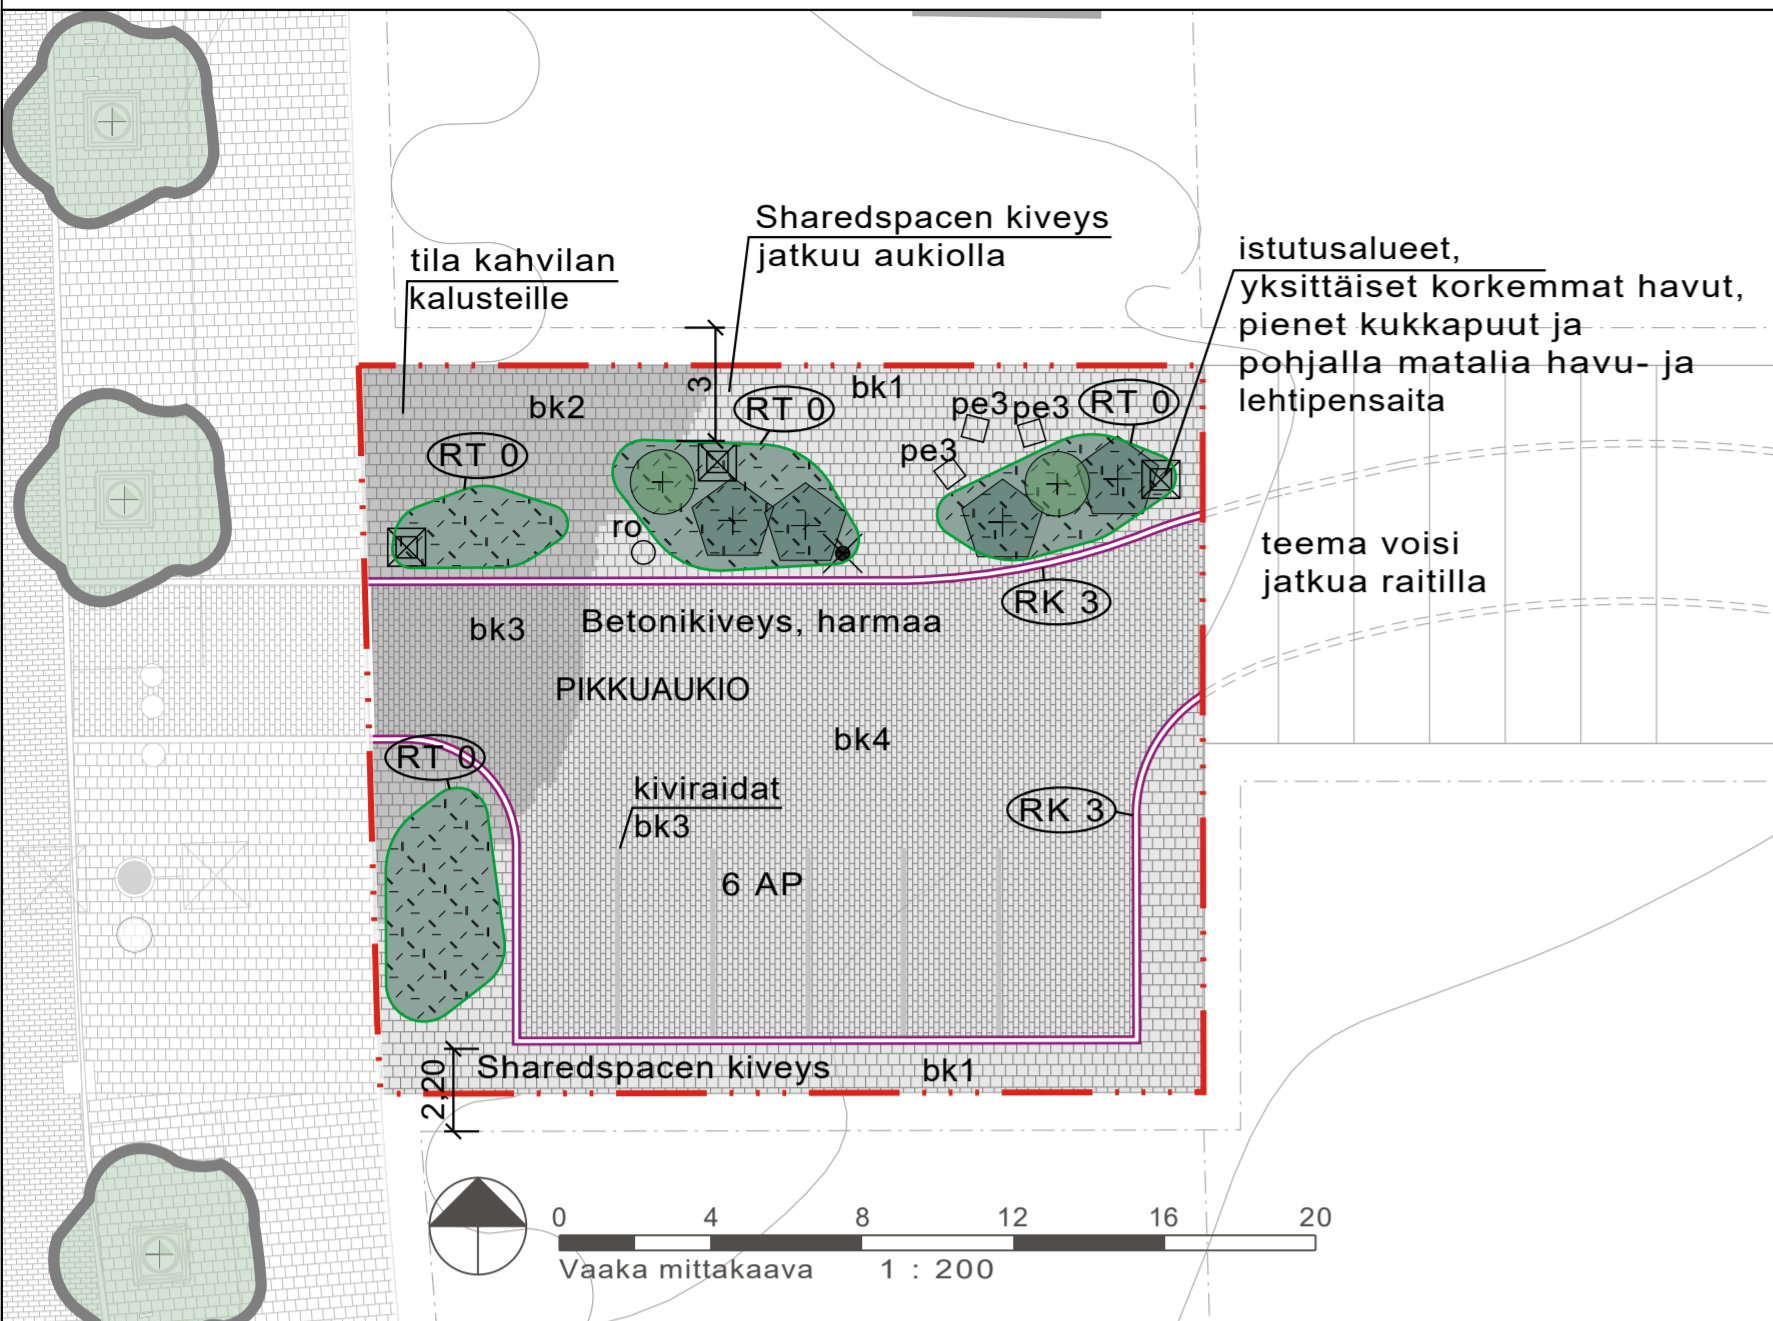 Sharedspacen kiveys
jatkuu aukiolla
tila kahvilan
kalusteille
istutusalueet,
yksittäiset korkemmat havut,
pienet kukkapuut ja
pohjalla matalia havu- ja
lehtipensaita
3
bk2
RT 0
bk1
pe3
pe3
RT 0
RT 0
pe3
ro
teema voisi
jatkua raitilla
RK 3
bk3
Betonikiveys, harmaa
PIKKUAUKIO
bk4
RT 0
kiviraidat
bk3
RK 3
6 AP
2,20
Sharedspacen kiveys
bk1
0 4 8 12 16 20
Vaaka mittakaava 1 : 200